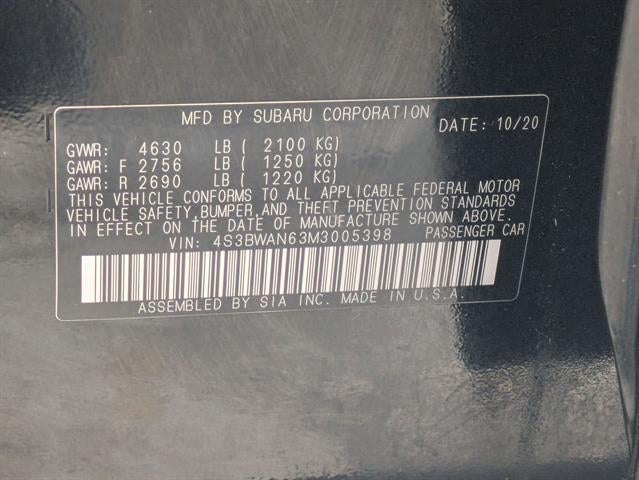 MFD BY SUBARU CORPORATION
DATE: 10/20
GVWR: 4630 LB ( 2100 KG)
GAWR: F 2756 LB ( 1250 KG)
GAWR: R 2690 LB ( 1220 KG)
THIS VEHICLE CONFORMS TO ALL APPLICABLE FEDERAL MOTOR
VEHICLE SAFETY, BUMPER, AND THEFT PREVENTION STANDARDS
IN EFFECT ON THE DATE OF MANUFACTURE SHOWN ABOVE.
VIN: 4S3BWAN63M3005398 PASSENGER CAR
ASSEMBLED BY SIA INC. MADE IN U.S.A.